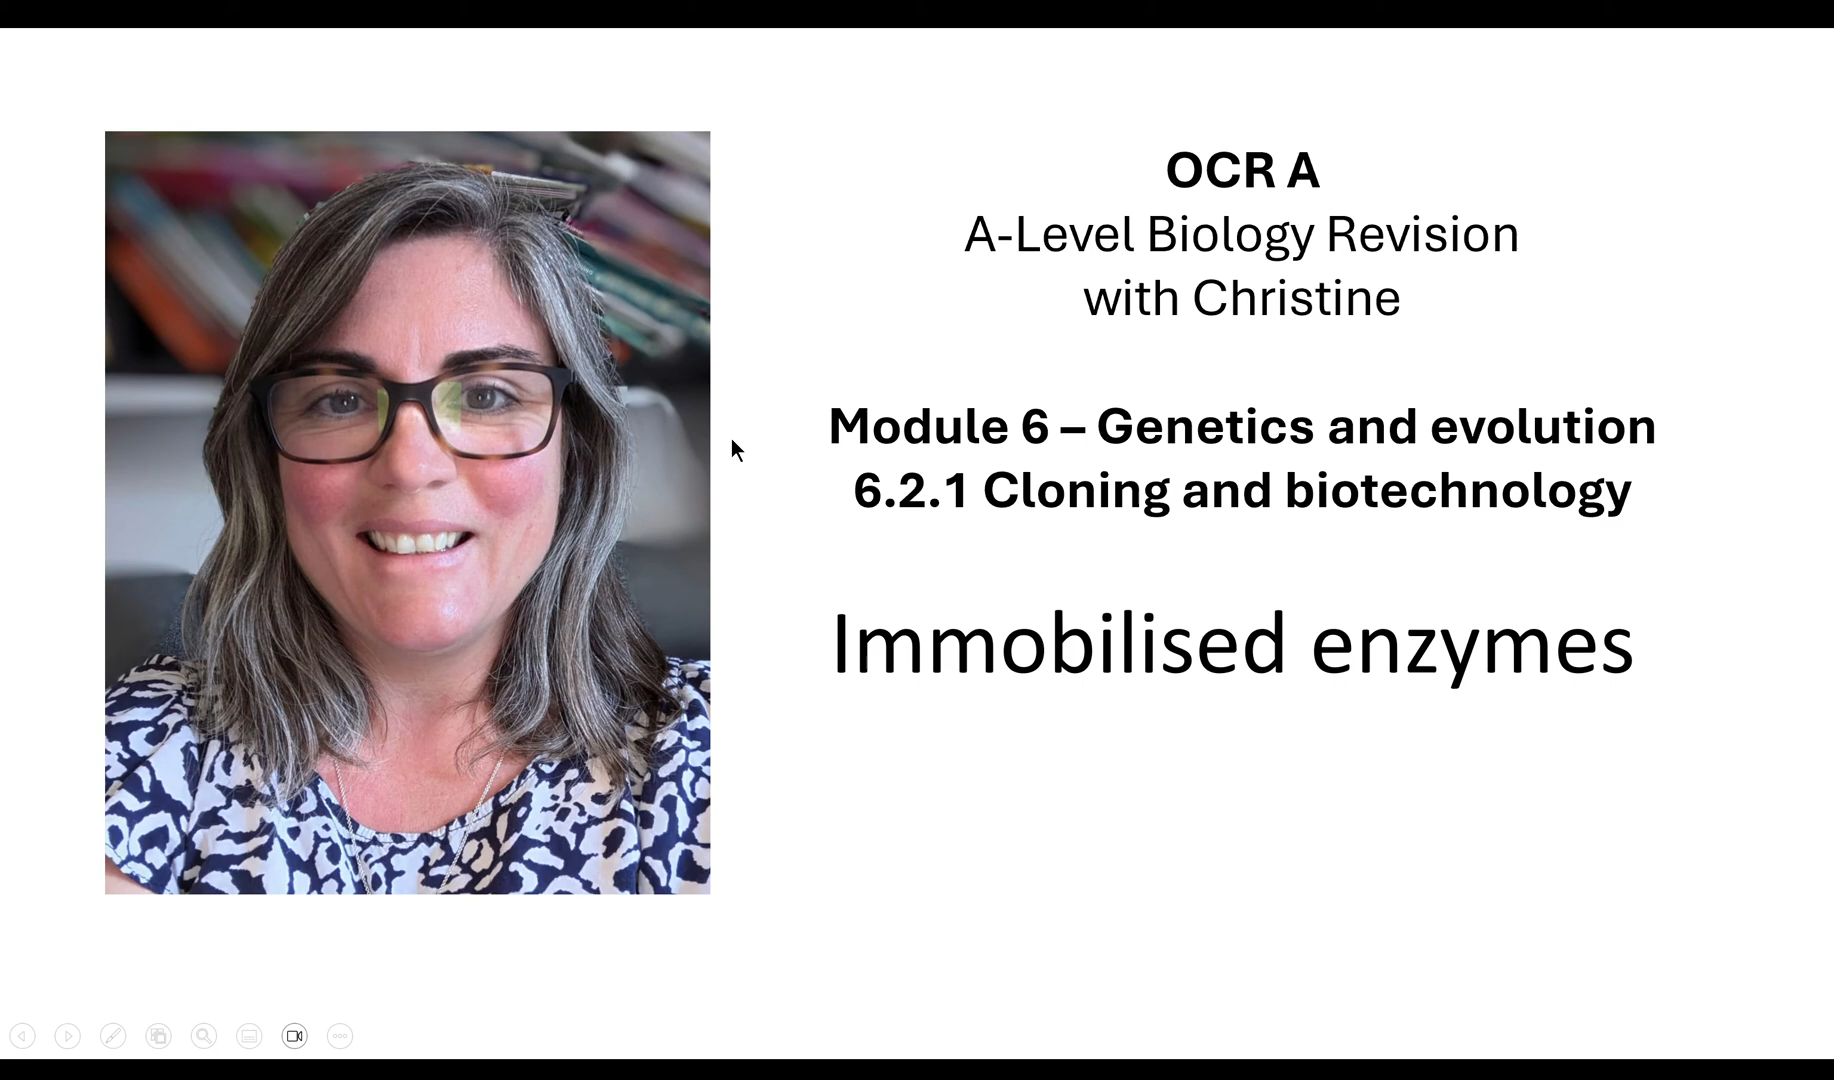 OCR A
A-Level Biology Revision
with Christine
Module 6 – Genetics and evolution
6.2.1 Cloning and biotechnology
Immobilised enzymes